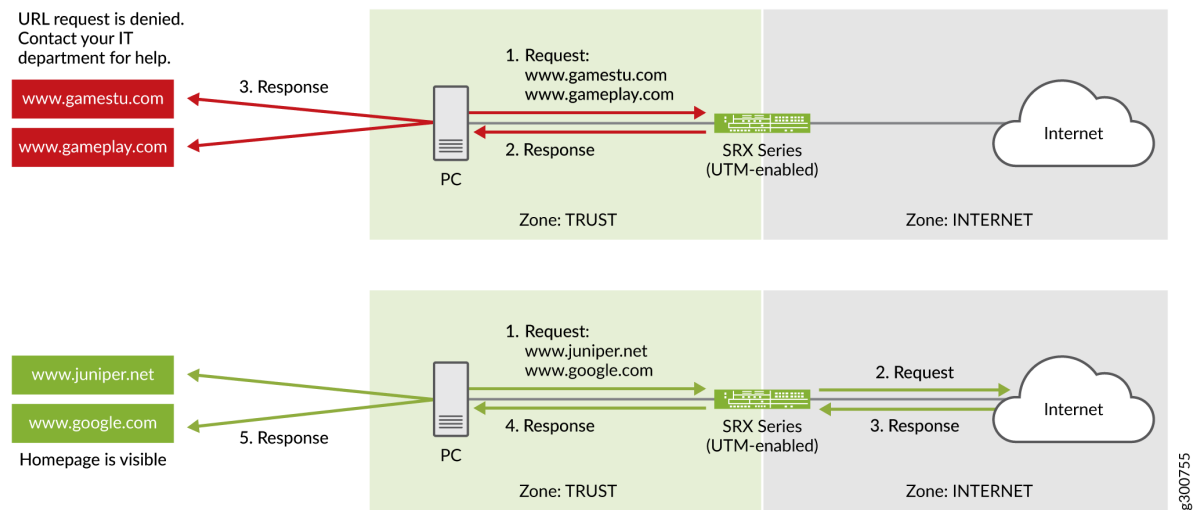 URL request is denied.
Contact your IT
department for help.
www.gamestu.com
www.gameplay.com
3. Response
1. Request:
www.gamestu.com
www.gameplay.com
2. Response
PC
SRX Series
(UTM-enabled)
Internet
Zone: TRUST
Zone: INTERNET
www.juniper.net
www.google.com
Homepage is visible
5. Response
1. Request:
www.juniper.net
www.google.com
4. Response
PC
SRX Series
(UTM-enabled)
2. Request
3. Response
Internet
Zone: TRUST
Zone: INTERNET
g300755